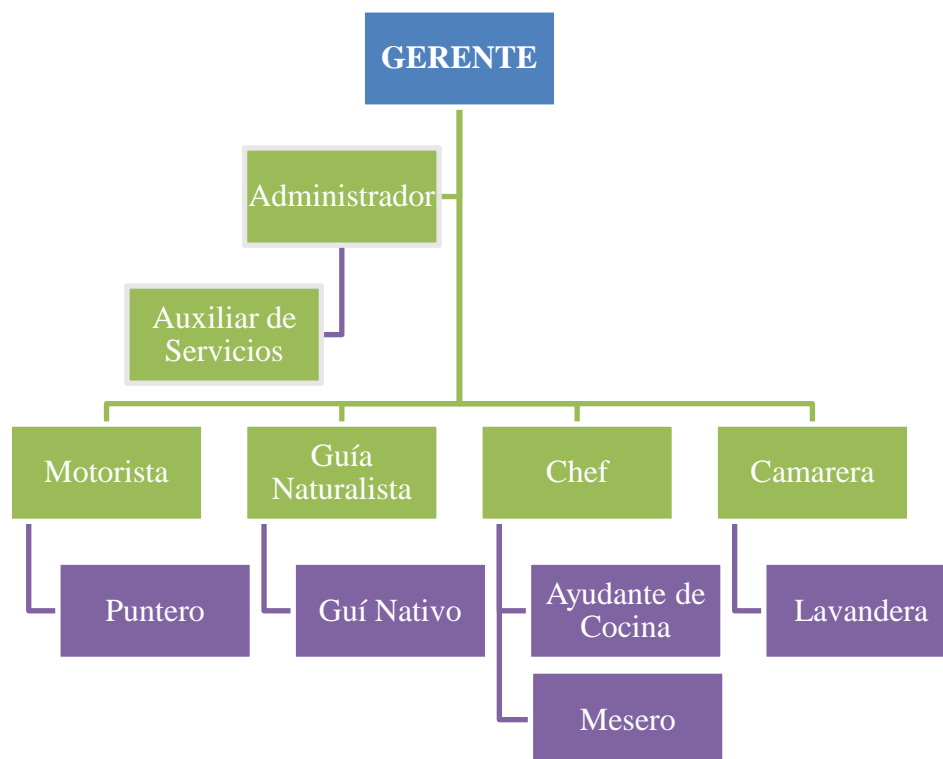 GERENTE
Administrador
Auxiliar de
Servicios
Motorista
Guía
Naturalista
Chef
Camarera
Puntero
Guí Nativo
Ayudante de
Cocina
Lavandera
Mesero